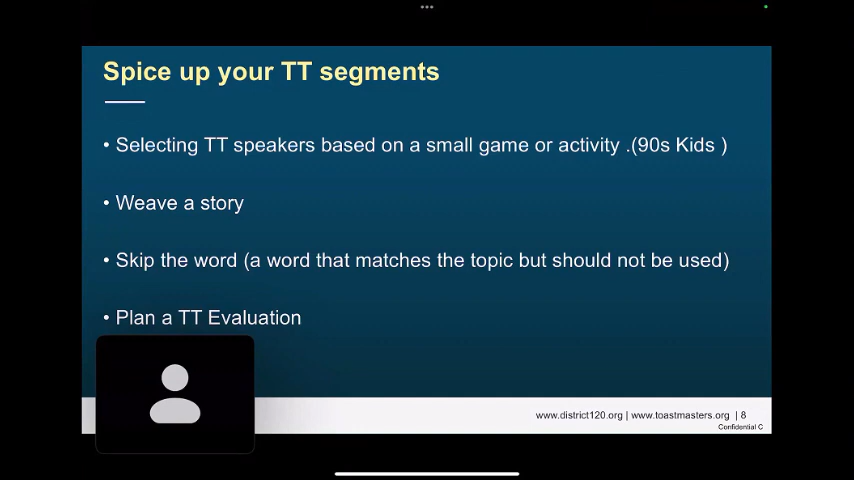 Spice up your TT segments
• Selecting TT speakers based on a small game or activity .(90s Kids )
• Weave a story
• Skip the word (a word that matches the topic but should not be used)
• Plan a TT Evaluation
www.district120.org | www.toastmasters.org | 8
Confidential C